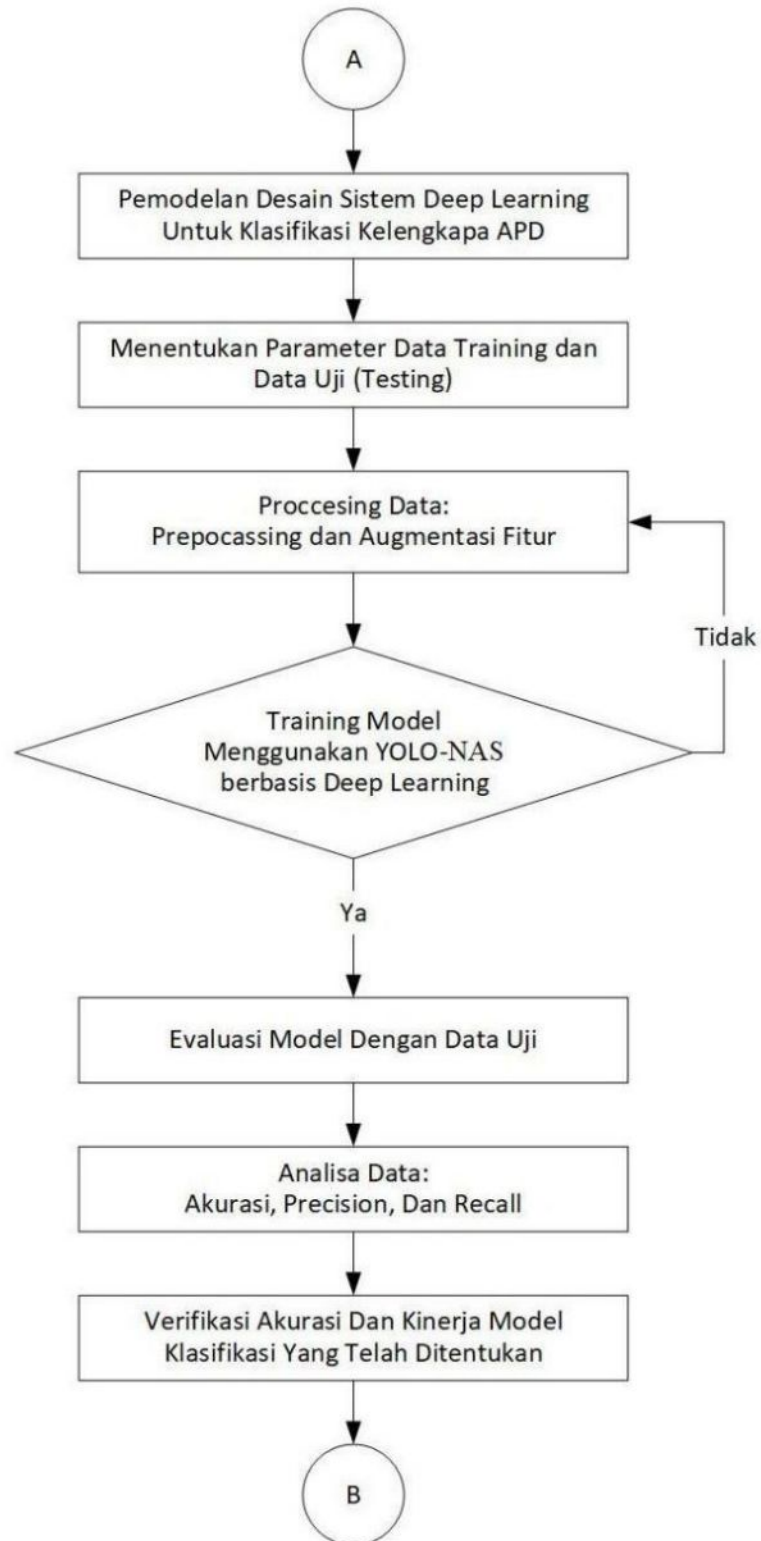 A
Pemodelan Desain Sistem Deep Learning
Untuk Klasifikasi Kelengkapa APD
Menentukan Parameter Data Training dan
Data Uji (Testing)
Proccesing Data:
Prepocassing dan Augmentasi Fitur
Tidak
Training Model
Menggunakan YOLO-NAS
berbasis Deep Learning
Ya
Evaluasi Model Dengan Data Uji
Analisa Data:
Akurasi, Precision, Dan Recall
Verifikasi Akurasi Dan Kinerja Model
Klasifikasi Yang Telah Ditentukan
B